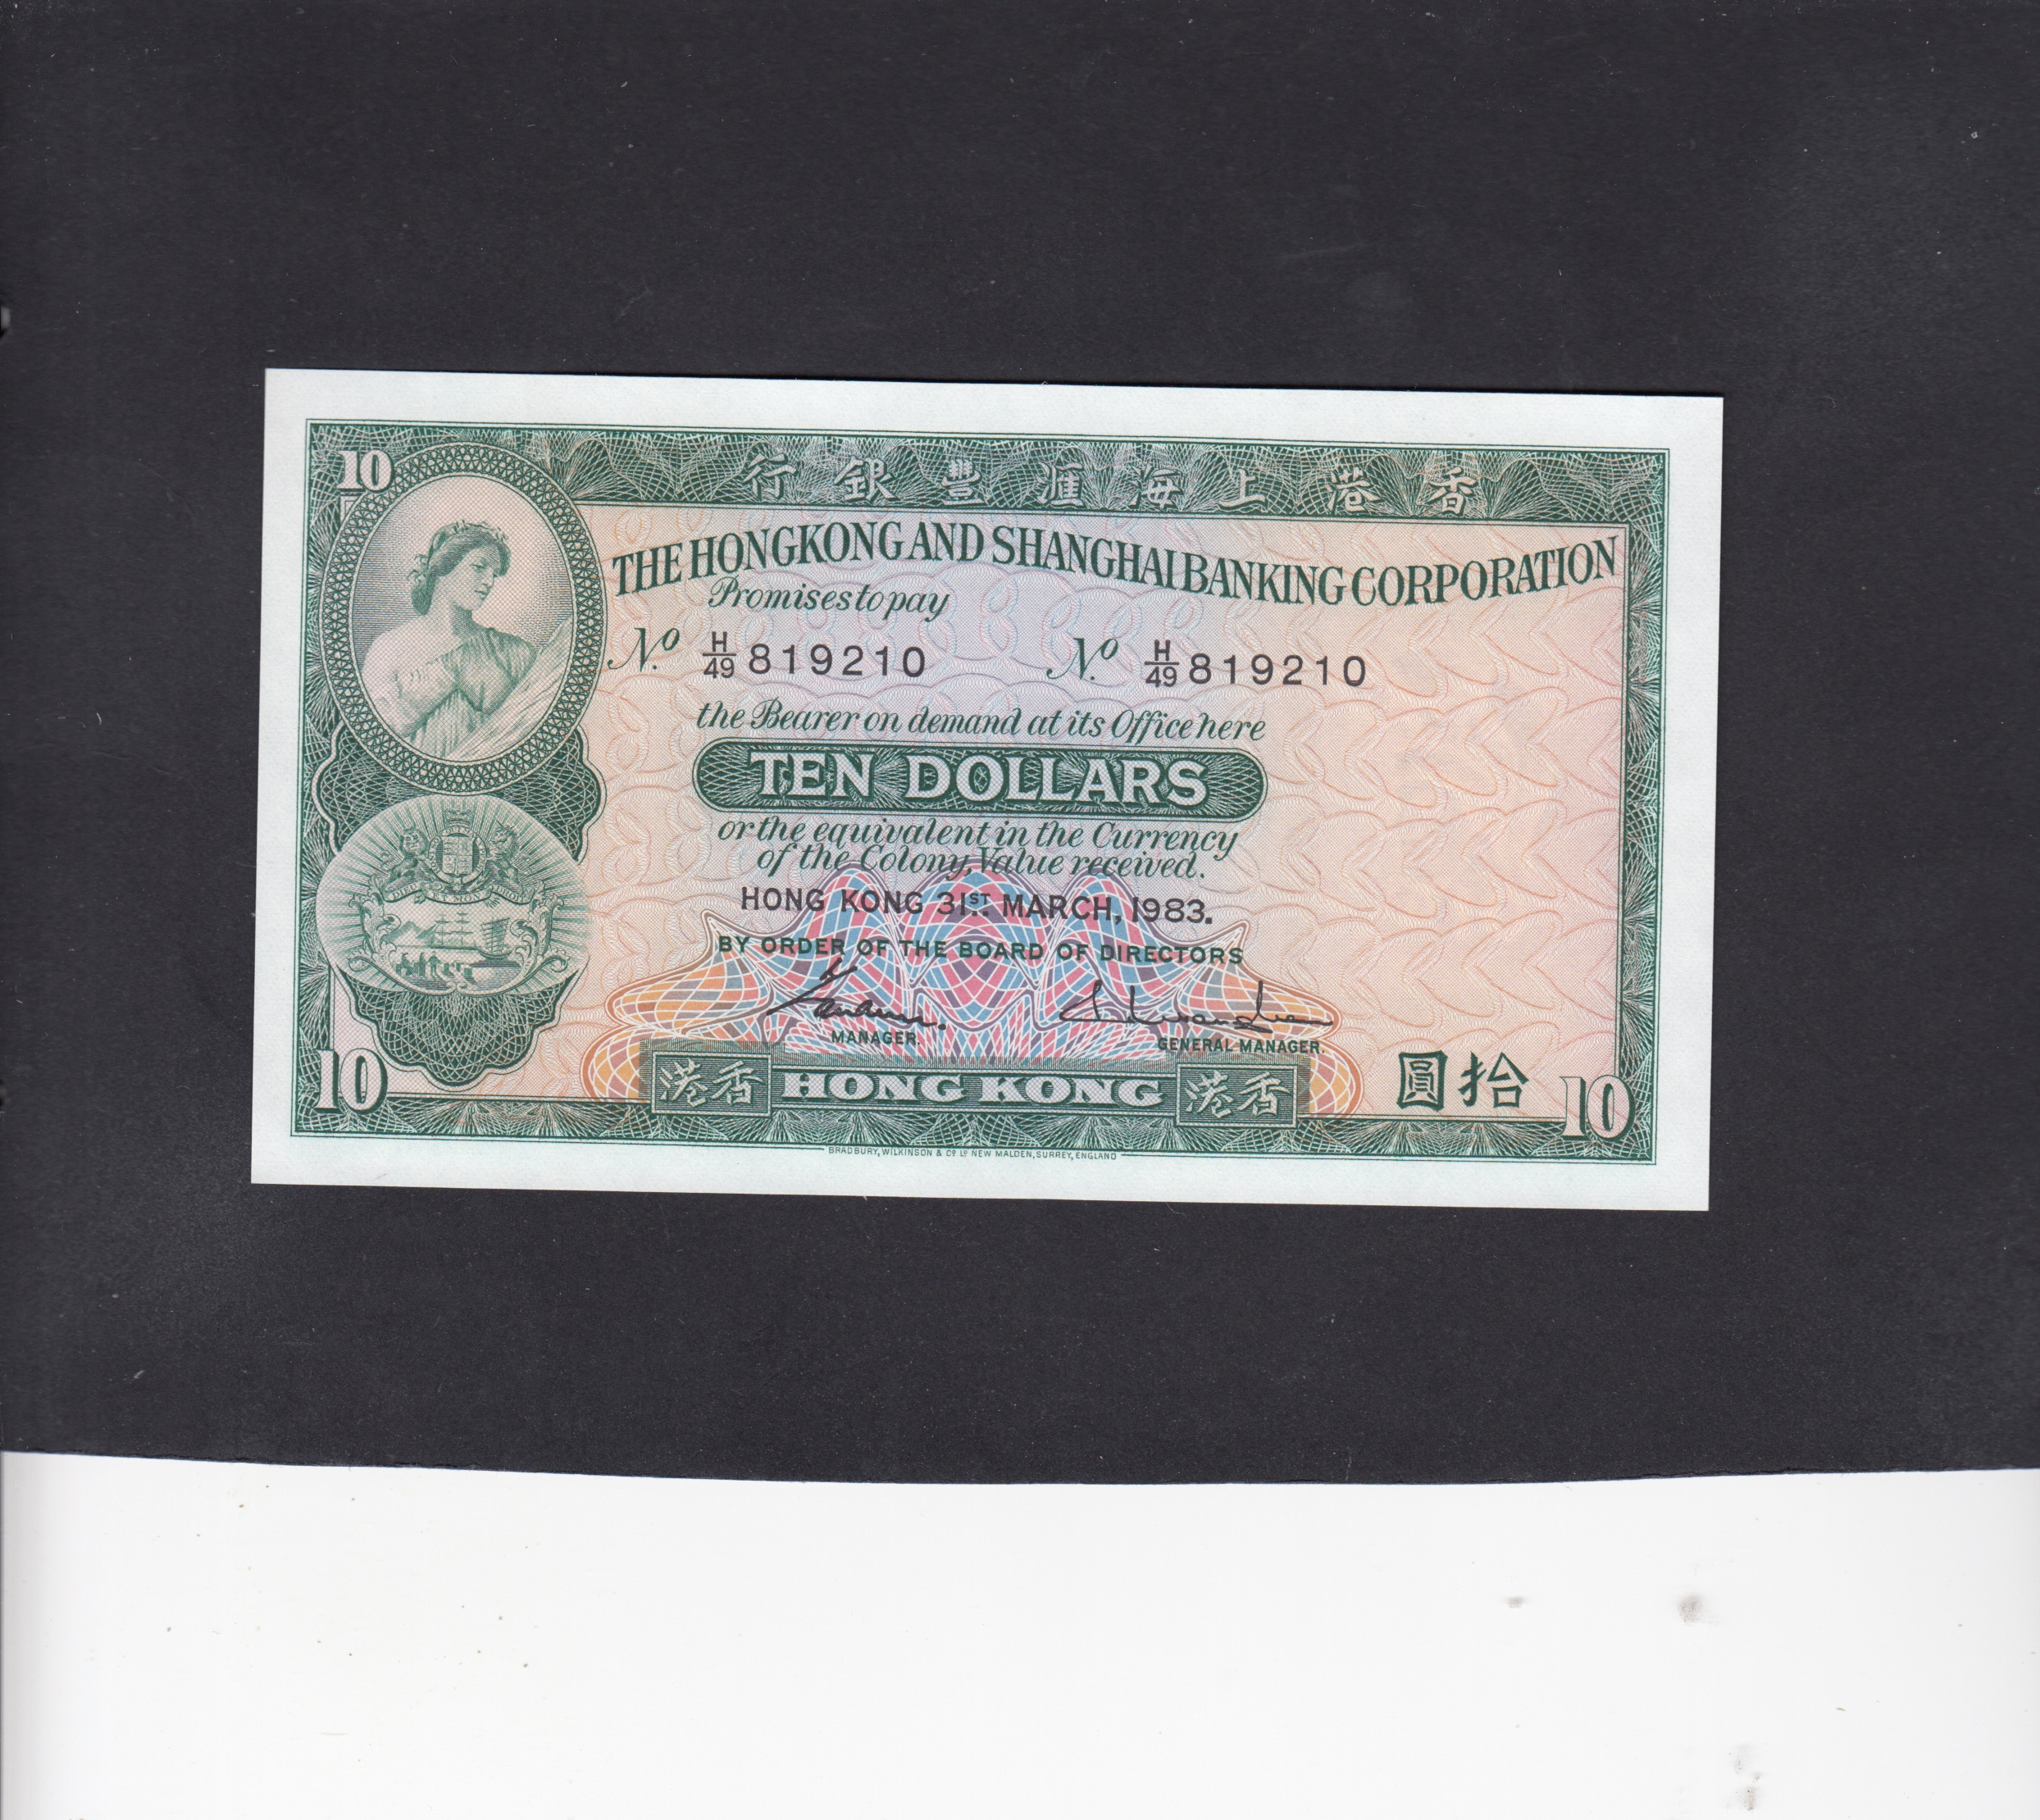 10
行銀豐滙海上港香
THE HONGKONG AND SHANGHAI BANKING CORPORATION
Promises to pay
No. H/49 819210 No. H/49 819210
the Bearer on demand at its Office here
TEN DOLLARS
or the equivalent in the Currency
of the Colony, Value received.
HONG KONG 31ST. MARCH, 1983.
BY ORDER OF THE BOARD OF DIRECTORS
MANAGER. GENERAL MANAGER.
10 港香 HONG KONG 港香 圓拾 10
BRADBURY, WILKINSON & Co. Ld. NEW MALDEN, SURREY, ENGLAND